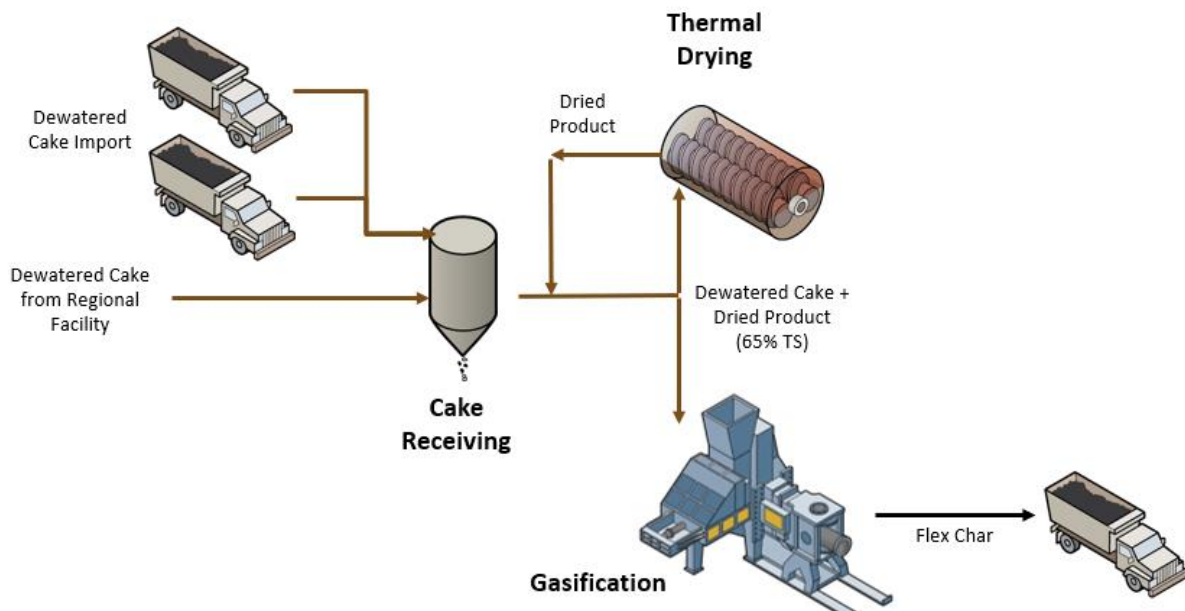 Thermal
Drying
Dried
Product
Dewatered
Cake Import
Dewatered Cake
from Regional
Facility
Dewatered Cake +
Dried Product
(65% TS)
Cake
Receiving
Flex Char
Gasification